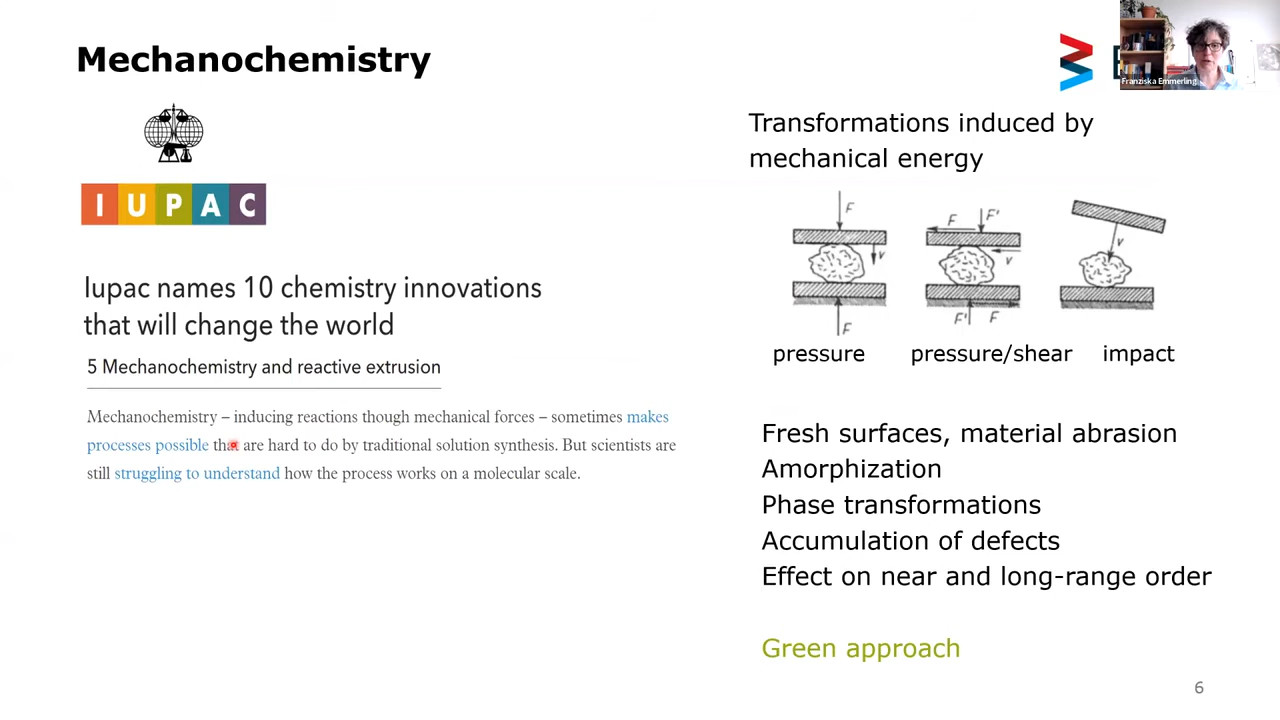 Mechanochemistry
Franziska Emmerling
I U P A C
Iupac names 10 chemistry innovations
that will change the world
5 Mechanochemistry and reactive extrusion
Mechanochemistry – inducing reactions though mechanical forces – sometimes makes
processes possible that are hard to do by traditional solution synthesis. But scientists are
still struggling to understand how the process works on a molecular scale.
Transformations induced by
mechanical energy
F F F' v
v v
F F' F
pressure pressure/shear impact
Fresh surfaces, material abrasion
Amorphization
Phase transformations
Accumulation of defects
Effect on near and long-range order
Green approach
6